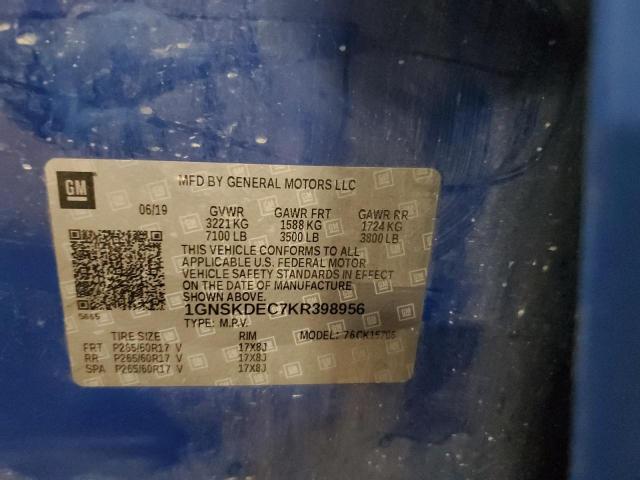 GM
MFD BY GENERAL MOTORS LLC
06/19 GVWR GAWR FRT GAWR RR
3221 KG 1588 KG 1724 KG
7100 LB 3500 LB 3800 LB
THIS VEHICLE CONFORMS TO ALL
APPLICABLE U.S. FEDERAL MOTOR
VEHICLE SAFETY STANDARDS IN EFFECT
ON THE DATE OF MANUFACTURE
SHOWN ABOVE.
1GNSKDEC7KR398956
5665
TYPE: M.P.V. MODEL: 76CK15706
TIRE SIZE RIM
FRT P265/60R17 V 17X8J
RR P265/60R17 V 17X8J
SPA P265/60R17 V 17X8J